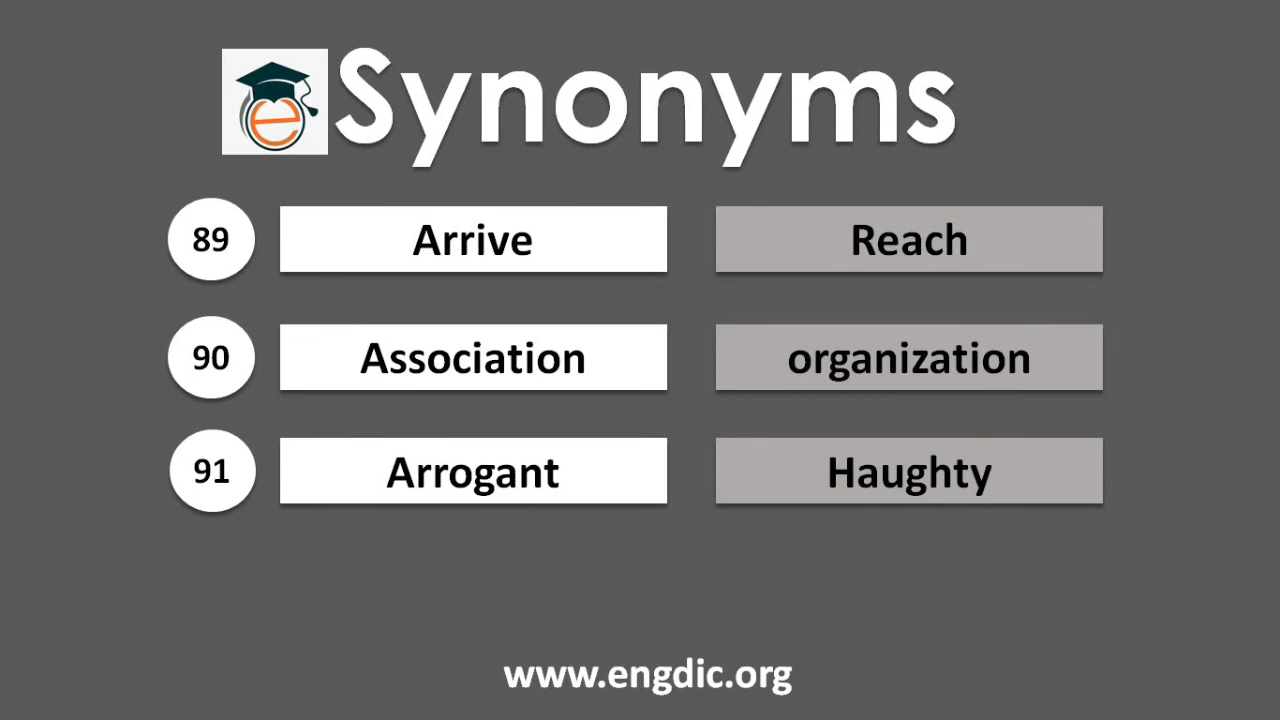 Synonyms
89 Arrive Reach
90 Association organization
91 Arrogant Haughty
www.engdic.org